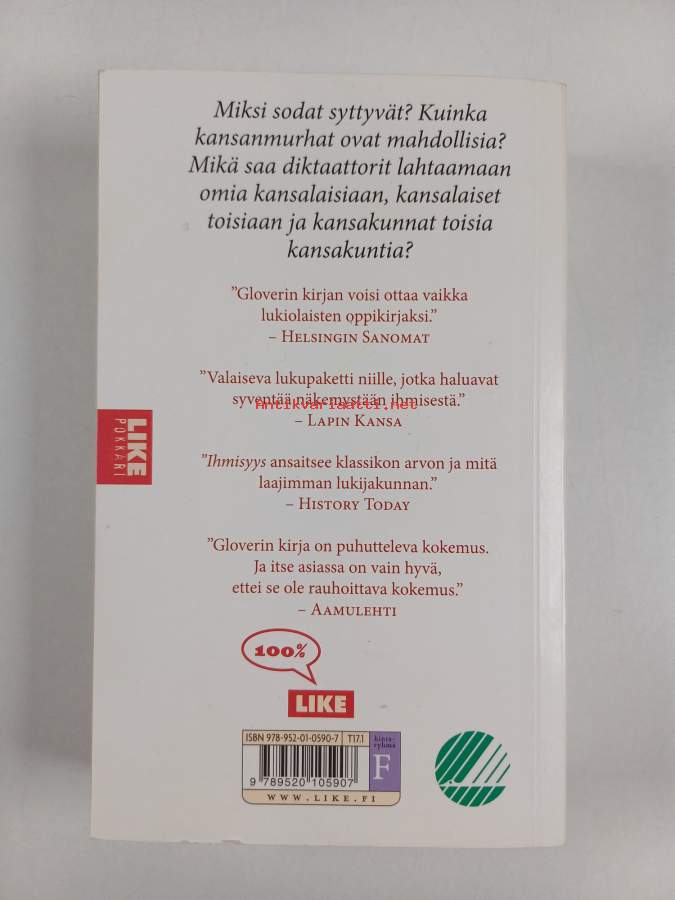 Miksi sodat syttyvät? Kuinka
kansanmurhat ovat mahdollisia?
Mikä saa diktaattorit lahtaamaan
omia kansalaisiaan, kansalaiset
toisiaan ja kansakunnat toisia
kansakuntia?
”Gloverin kirjan voisi ottaa vaikka
lukiolaisten oppikirjaksi.”
– Helsingin Sanomat
”Valaiseva lukupaketti niille, jotka haluavat
syventää näkemystään ihmisestä.”
Antikvariaatti.net
– Lapin Kansa
”Ihmisyys ansaitsee klassikon arvon ja mitä
laajimman lukijakunnan.”
– History Today
”Gloverin kirja on puhutteleva kokemus.
Ja itse asiassa on vain hyvä,
ettei se ole rauhoittava kokemus.”
– Aamulehti
LIKE
POKKARI
100%
LIKE
ISBN 978-952-01-0590-7 T17.1
hinta-
ryhmä
F
9 789520 105907
WWW.LIKE.FI